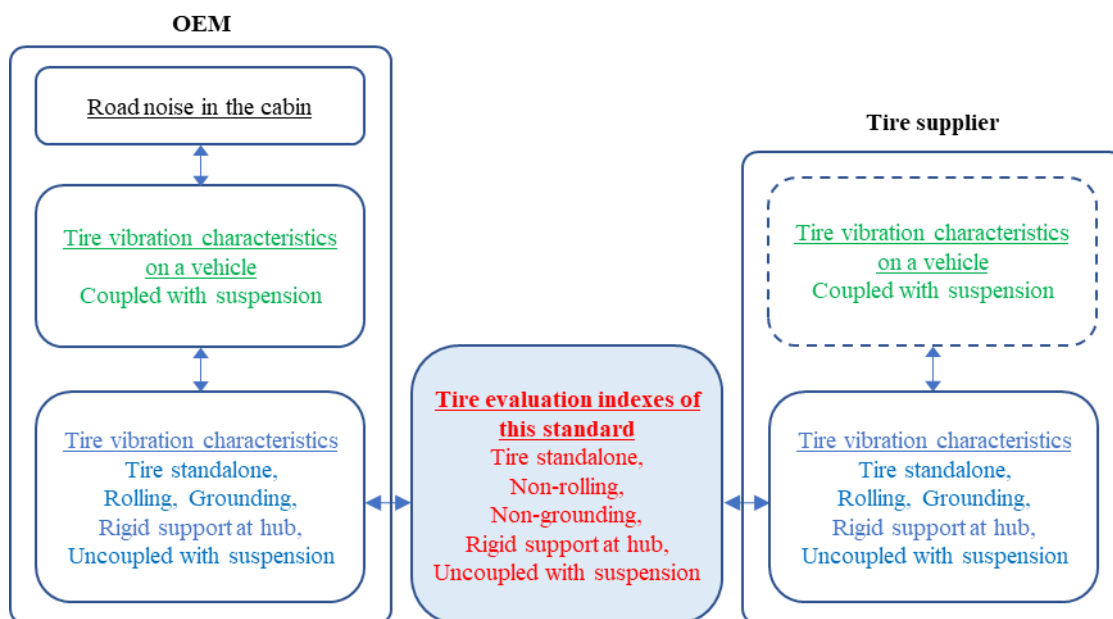 OEM
Road noise in the cabin
Tire vibration characteristics
on a vehicle
Coupled with suspension
Tire vibration characteristics
Tire standalone,
Rolling, Grounding,
Rigid support at hub,
Uncoupled with suspension
Tire evaluation indexes of
this standard
Tire standalone,
Non-rolling,
Non-grounding,
Rigid support at hub,
Uncoupled with suspension
Tire supplier
Tire vibration characteristics
on a vehicle
Coupled with suspension
Tire vibration characteristics
Tire standalone,
Rolling, Grounding,
Rigid support at hub,
Uncoupled with suspension